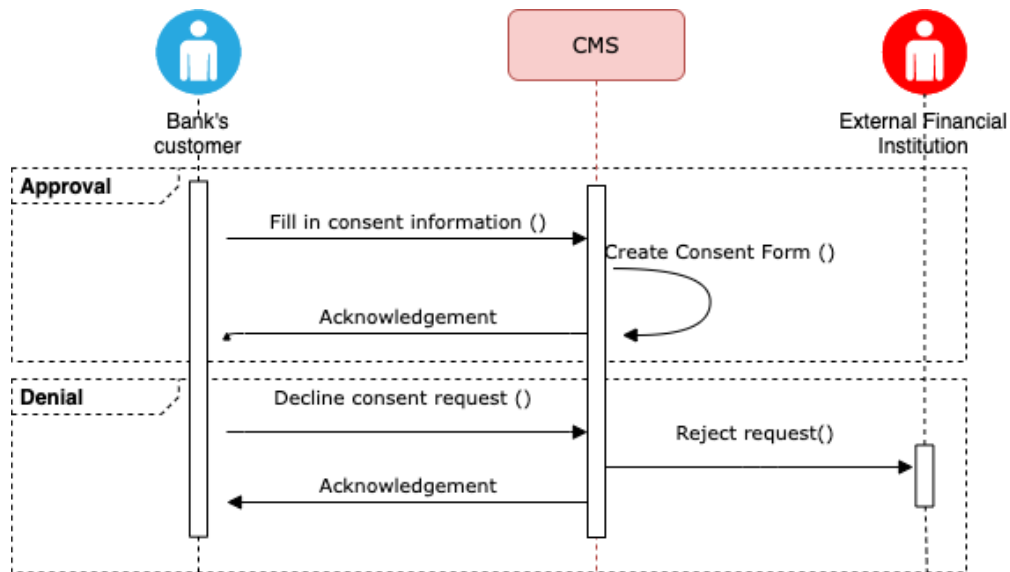 CMS
Bank's
customer
External Financial
Institution
Approval
Fill in consent information ()
Create Consent Form ()
Acknowledgement
Denial
Decline consent request ()
Reject request()
Acknowledgement